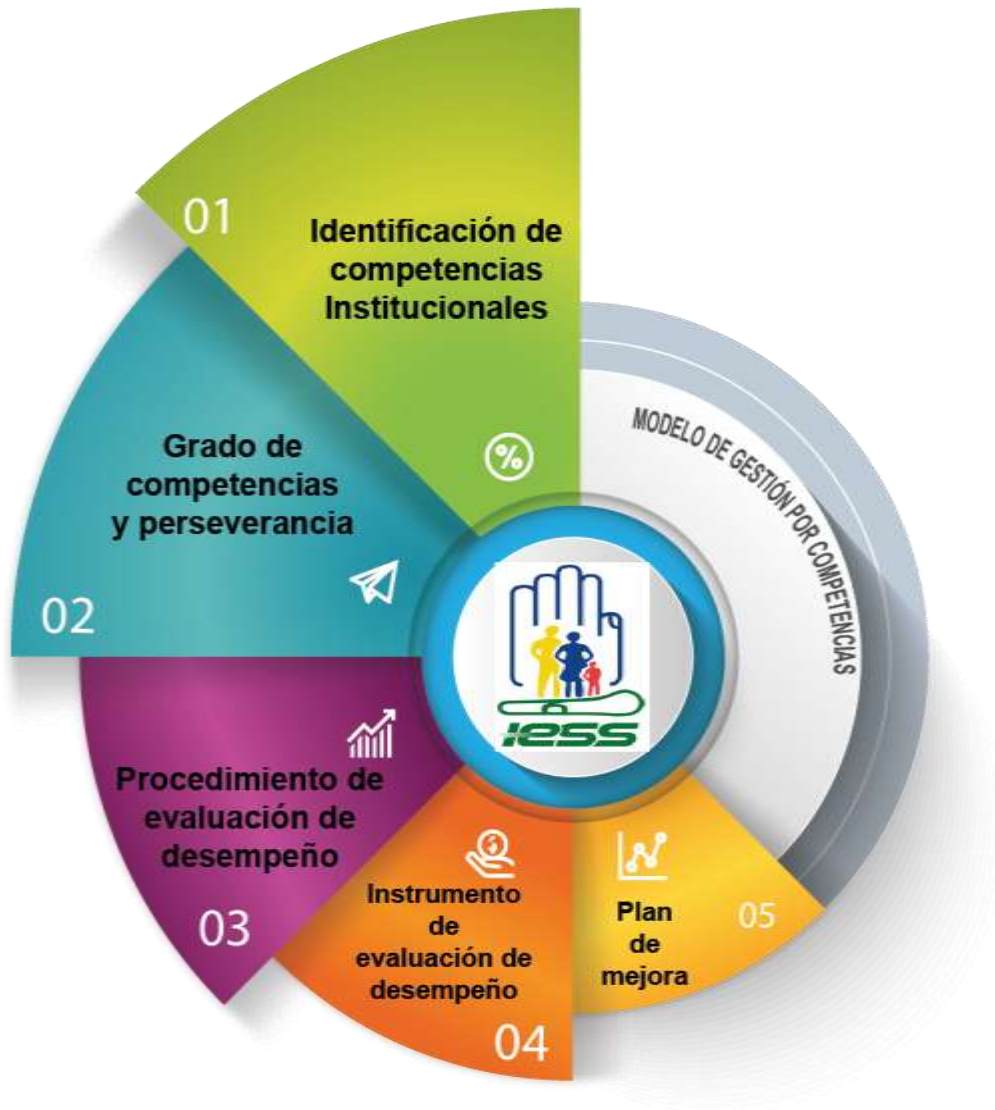 01
Identificación de
competencias
Institucionales
%
MODELO DE GESTIÓN POR COMPETENCIAS
Grado de
competencias
y perseverancia
02
iess
Procedimiento de
evaluación de
desempeño
03
Instrumento
de
evaluación de
desempeño
04
Plan
de
mejora
05